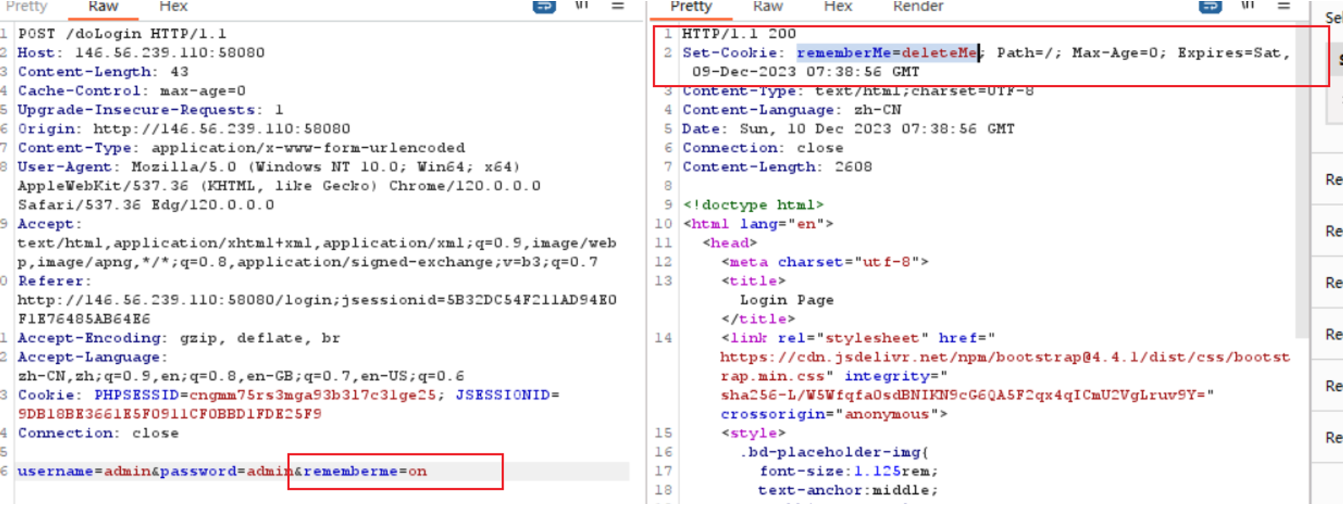 Pretty Raw Hex \n
1 POST /doLogin HTTP/1.1
2 Host: 146.56.239.110:58080
3 Content-Length: 43
4 Cache-Control: max-age=0
5 Upgrade-Insecure-Requests: 1
6 Origin: http://146.56.239.110:58080
7 Content-Type: application/x-www-form-urlencoded
8 User-Agent: Mozilla/5.0 (Windows NT 10.0; Win64; x64)
AppleWebKit/537.36 (KHTML, like Gecko) Chrome/120.0.0.0
Safari/537.36 Edg/120.0.0.0
9 Accept:
text/html,application/xhtml+xml,application/xml;q=0.9,image/web
p,image/apng,*/*;q=0.8,application/signed-exchange;v=b3;q=0.7
0 Referer:
http://146.56.239.110:58080/login;jsessionid=5B32DC54F211AD94E0
F1E76485AB64E6
1 Accept-Encoding: gzip, deflate, br
2 Accept-Language:
zh-CN,zh;q=0.9,en;q=0.8,en-GB;q=0.7,en-US;q=0.6
3 Cookie: PHPSESSID=cngmm75rs3mga93b317c31ge25; JSESSIONID=
9DB18BE3661E5F0911CF0BBD1FDE25F9
4 Connection: close
5
6 username=admin&password=admin&rememberme=on
Pretty Raw Hex Render \n
1 HTTP/1.1 200
2 Set-Cookie: rememberMe=deleteMe; Path=/; Max-Age=0; Expires=Sat,
09-Dec-2023 07:38:56 GMT
3 Content-Type: text/html;charset=UTF-8
4 Content-Language: zh-CN
5 Date: Sun, 10 Dec 2023 07:38:56 GMT
6 Connection: close
7 Content-Length: 2608
8
9 <!doctype html>
10 <html lang="en">
11 <head>
12 <meta charset="utf-8">
13 <title>
Login Page
</title>
14 <link rel="stylesheet" href="
https://cdn.jsdelivr.net/npm/bootstrap@4.4.1/dist/css/bootst
rap.min.css" integrity="
sha256-L/W5Wfqfa0sdBNIKN9cG6QA5F2qx4qICmU2VgLruv9Y="
crossorigin="anonymous">
15 <style>
16 .bd-placeholder-img{
17 font-size:1.125rem;
18 text-anchor:middle;
Sel
Re
Re
Re
Re
Re
Re